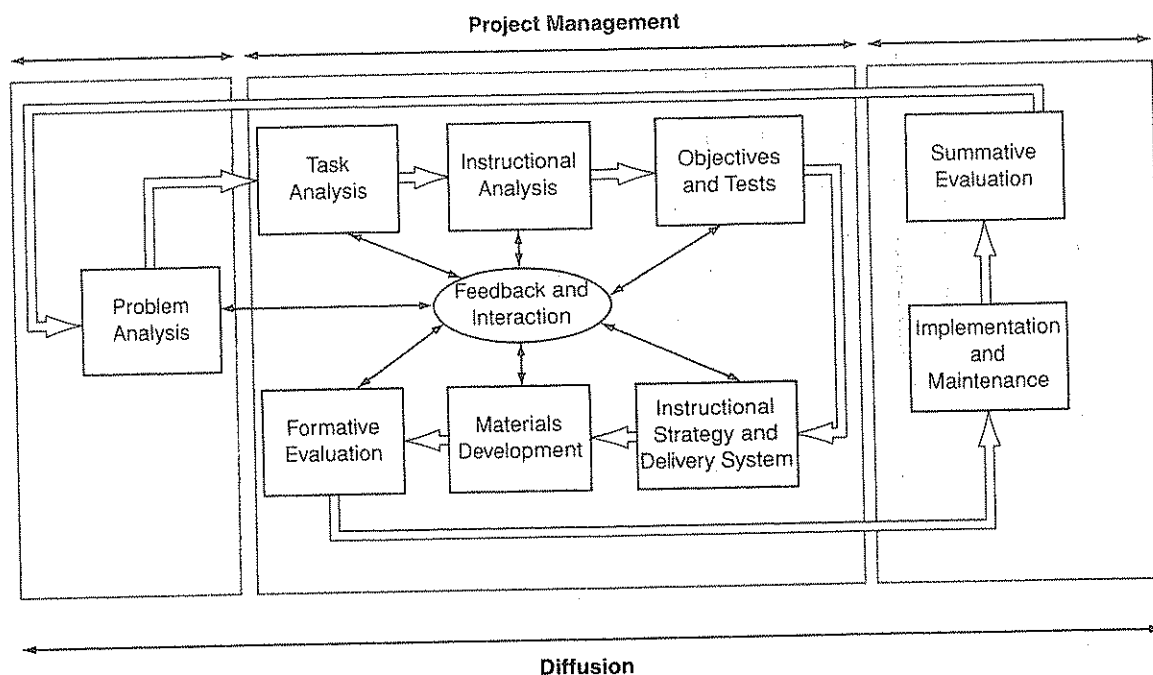 Project Management
Task
Analysis
Instructional
Analysis
Objectives
and Tests
Summative
Evaluation
Problem
Analysis
Feedback and
Interaction
Implementation
and
Maintenance
Formative
Evaluation
Materials
Development
Instructional
Strategy and
Delivery System
Diffusion